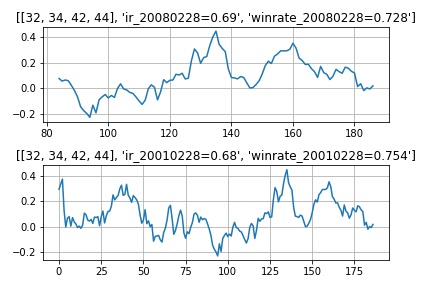 [[32, 34, 42, 44], 'ir_20080228=0.69', 'winrate_20080228=0.728']
0.4
0.2
0.0
−0.2
80 100 120 140 160 180
[[32, 34, 42, 44], 'ir_20010228=0.68', 'winrate_20010228=0.754']
0.4
0.2
0.0
−0.2
0 25 50 75 100 125 150 175